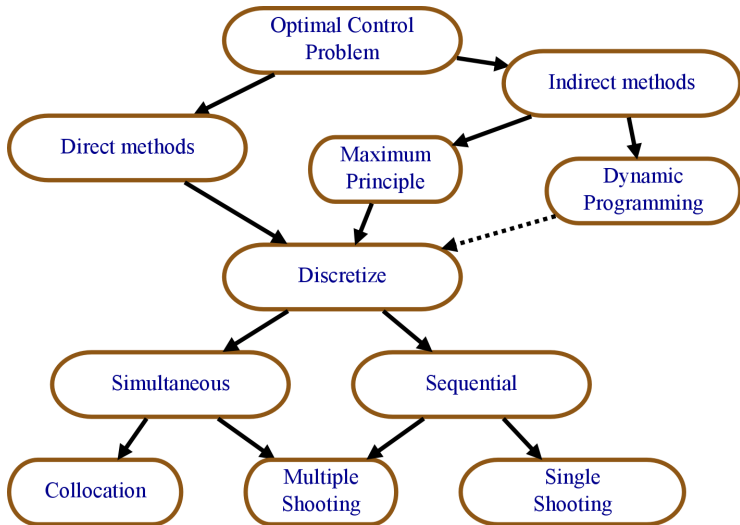 Optimal Control
Problem
Indirect methods
Direct methods
Maximum
Principle
Dynamic
Programming
Discretize
Simultaneous
Sequential
Collocation
Multiple
Shooting
Single
Shooting